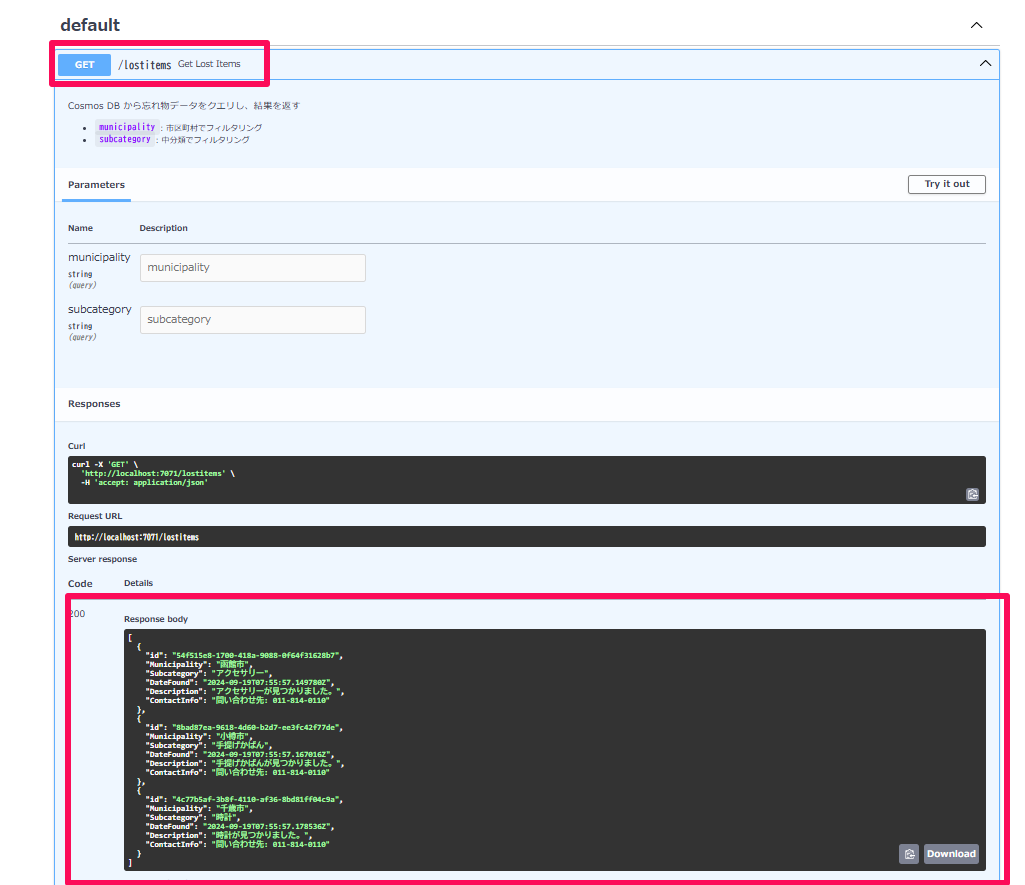 default
GET /lostitems Get Lost Items
Cosmos DB から忘れ物データをクエリし、結果を返す
municipality : 市区町村でフィルタリング
subcategory : 中分類でフィルタリング
Parameters
Try it out
Name Description
municipality
string
(query)
municipality
subcategory
string
(query)
subcategory
Responses
Curl
curl -X 'GET' \
'http://localhost:7071/lostitems' \
-H 'accept: application/json'
Request URL
http://localhost:7071/lostitems
Server response
Code Details
200
Response body
[
{
"id": "54f515e8-1700-418a-9088-0f64f31628b7",
"Municipality": "函館市",
"Subcategory": "アクセサリー",
"DateFound": "2024-09-19T07:55:57.149780Z",
"Description": "アクセサリーが見つかりました。",
"ContactInfo": "問い合わせ先: 011-814-0110"
},
{
"id": "8bad87ea-9618-4d60-b2d7-ee3fc42f77de",
"Municipality": "小樽市",
"Subcategory": "手提げかばん",
"DateFound": "2024-09-19T07:55:57.167016Z",
"Description": "手提げかばんが見つかりました。",
"ContactInfo": "問い合わせ先: 011-814-0110"
},
{
"id": "4c77b5af-3b8f-4110-af36-8bd81ff04c9a",
"Municipality": "千歳市",
"Subcategory": "時計",
"DateFound": "2024-09-19T07:55:57.178536Z",
"Description": "時計が見つかりました。",
"ContactInfo": "問い合わせ先: 011-814-0110"
}
]
Download